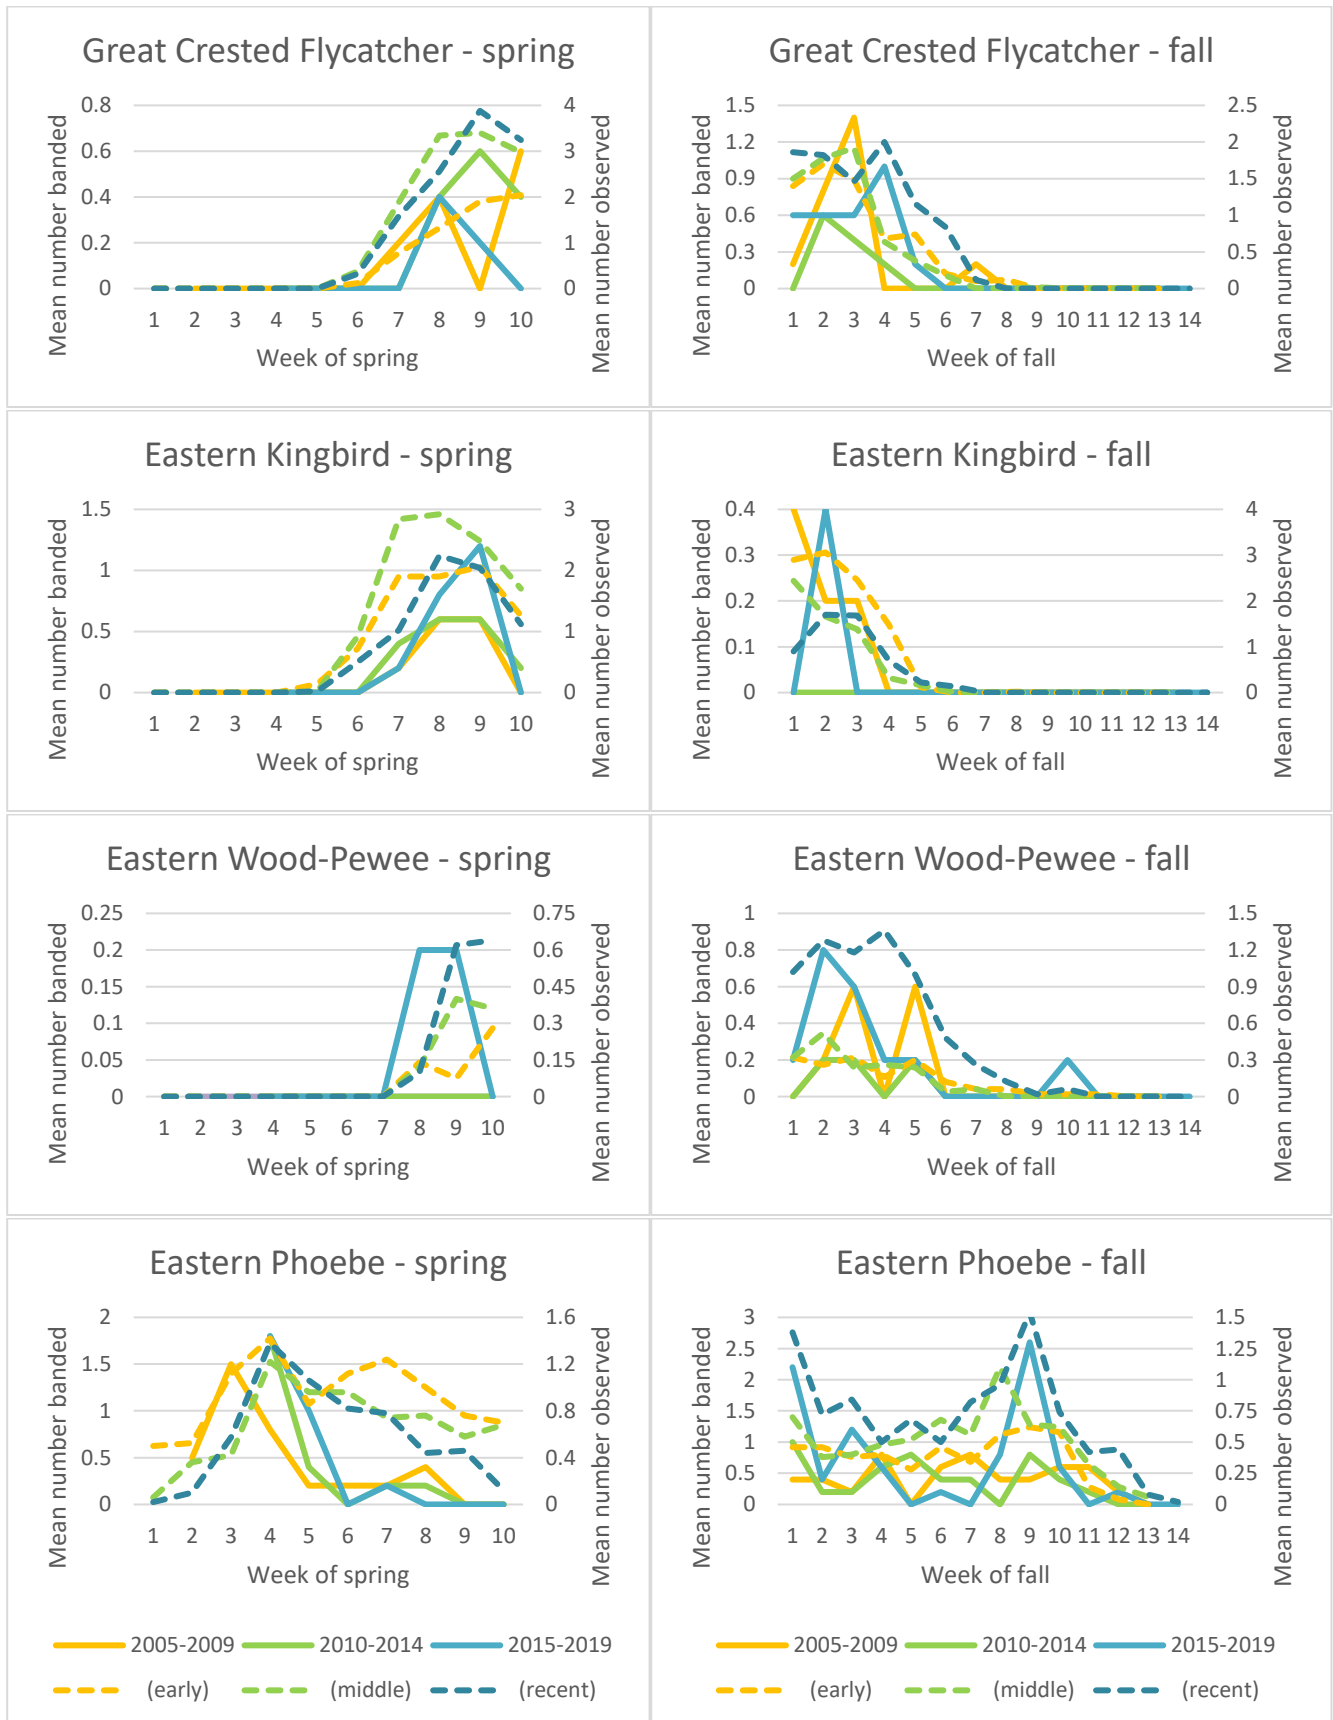 Great Crested Flycatcher - spring
Mean number banded
0.8
0.6
0.4
0.2
0
4
3
2
1
0
Mean number observed
1 2 3 4 5 6 7 8 9 10
Week of spring
Great Crested Flycatcher - fall
Mean number banded
1.5
1.2
0.9
0.6
0.3
0
2.5
2
1.5
1
0.5
0
Mean number observed
1 2 3 4 5 6 7 8 9 10 11 12 13 14
Week of fall
Eastern Kingbird - spring
Mean number banded
1.5
1
0.5
0
3
2
1
0
Mean number observed
1 2 3 4 5 6 7 8 9 10
Week of spring
Eastern Kingbird - fall
Mean number banded
0.4
0.3
0.2
0.1
0
4
3
2
1
0
Mean number observed
1 2 3 4 5 6 7 8 9 10 11 12 13 14
Week of fall
Eastern Wood-Pewee - spring
Mean number banded
0.25
0.2
0.15
0.1
0.05
0
0.75
0.6
0.45
0.3
0.15
0
Mean number observed
1 2 3 4 5 6 7 8 9 10
Week of spring
Eastern Wood-Pewee - fall
Mean number banded
1
0.8
0.6
0.4
0.2
0
1.5
1.2
0.9
0.6
0.3
0
Mean number observed
1 2 3 4 5 6 7 8 9 10 11 12 13 14
Week of fall
Eastern Phoebe - spring
Mean number banded
2
1.5
1
0.5
0
1.6
1.2
0.8
0.4
0
Mean number observed
1 2 3 4 5 6 7 8 9 10
Week of spring
2005-2009 2010-2014 2015-2019
(early) (middle) (recent)
Eastern Phoebe - fall
Mean number banded
3
2.5
2
1.5
1
0.5
0
1.5
1.25
1
0.75
0.5
0.25
0
Mean number observed
1 2 3 4 5 6 7 8 9 10 11 12 13 14
Week of fall
2005-2009 2010-2014 2015-2019
(early) (middle) (recent)